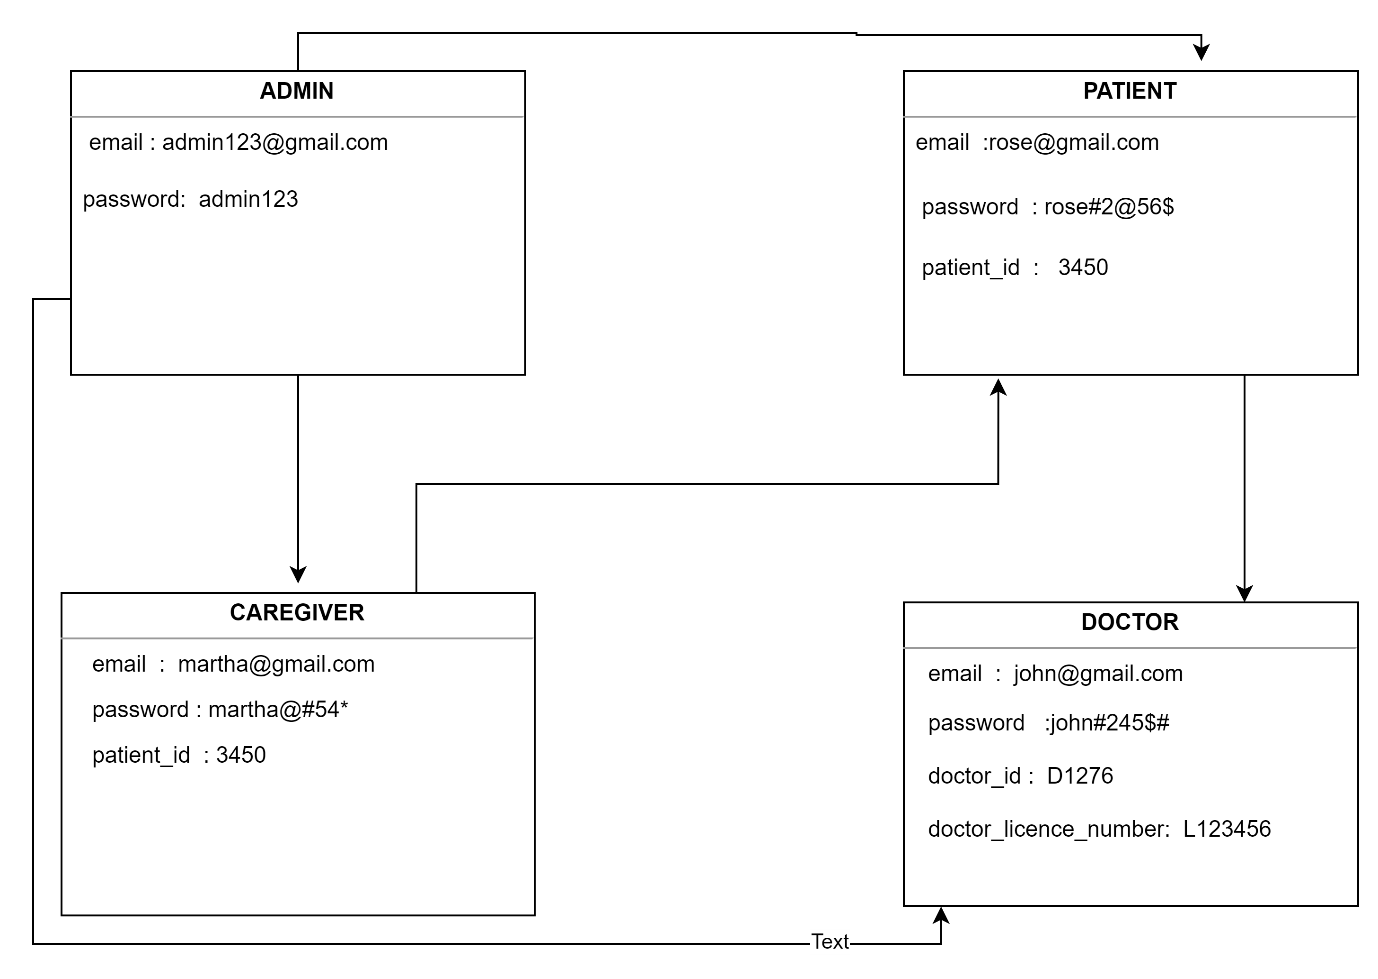 ADMIN
email : admin123@gmail.com
password:  admin123
PATIENT
email  :rose@gmail.com
password  : rose#2@56$
patient_id  :   3450
CAREGIVER
email  :  martha@gmail.com
password : martha@#54*
patient_id  : 3450
DOCTOR
email  :  john@gmail.com
password   :john#245$#
doctor_id :  D1276
doctor_licence_number:  L123456
Text